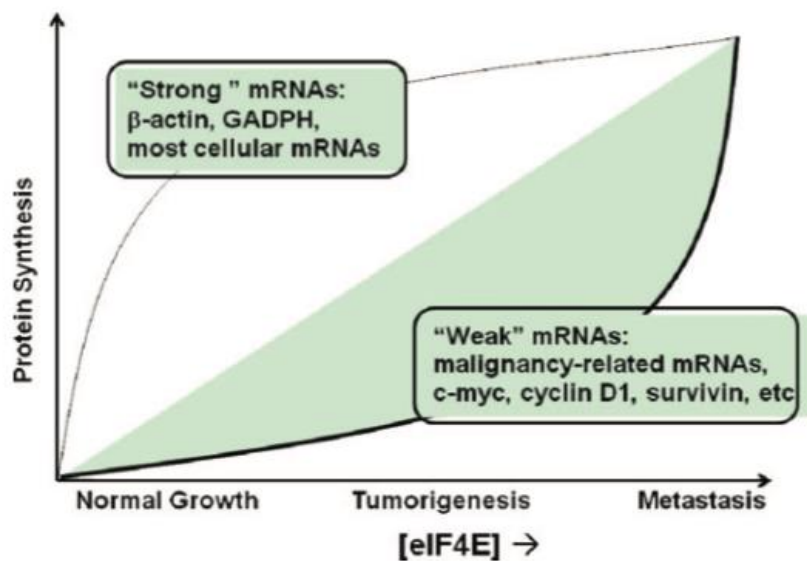 “Strong ” mRNAs:
β-actin, GADPH,
most cellular mRNAs
Protein Synthesis
“Weak” mRNAs:
malignancy-related mRNAs,
c-myc, cyclin D1, survivin, etc
Normal Growth
Tumorigenesis
Metastasis
[eIF4E] →